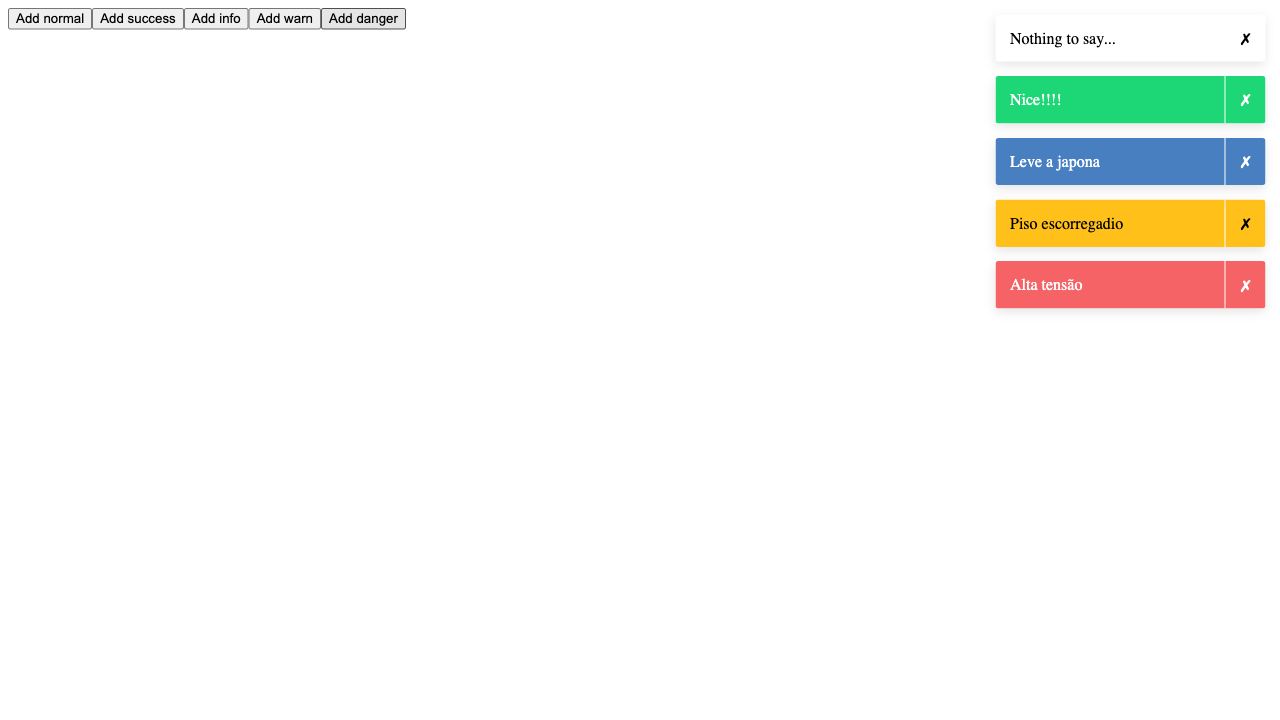 Add normal Add success Add info Add warn Add danger
Nothing to say... ✗
Nice!!!! ✗
Leve a japona ✗
Piso escorregadio ✗
Alta tensão ✗